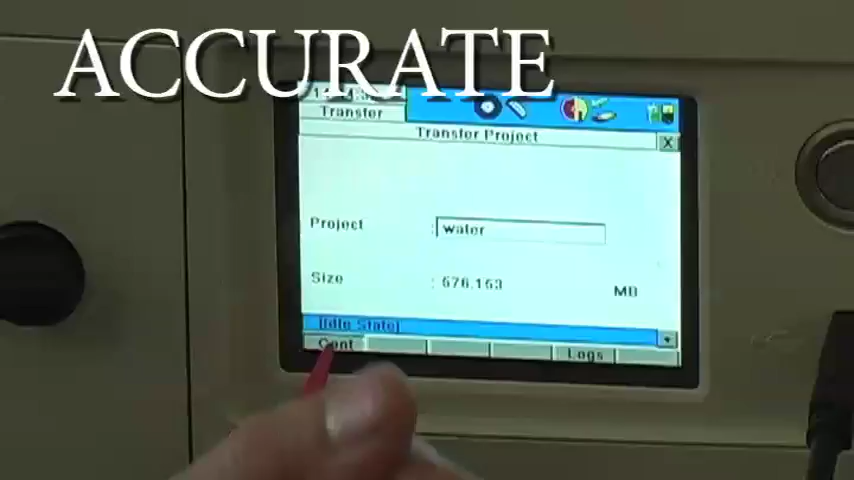 ACCURATE
Transfer
Transfer Project
X
Project : water
Size : 576.153 MB
[Idle State]
Cont Logs